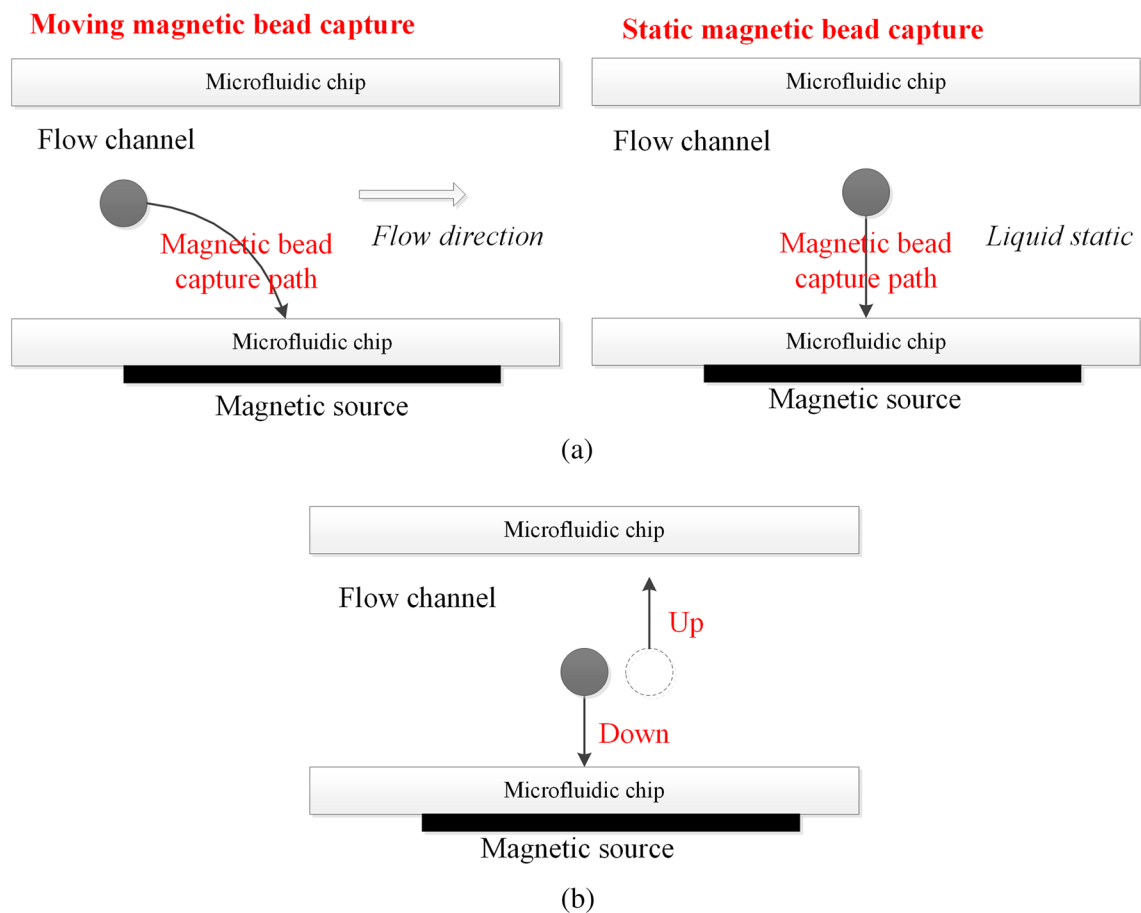 Moving magnetic bead capture
Microfluidic chip
Flow channel
Flow direction
Magnetic bead
capture path
Microfluidic chip
Magnetic source
Static magnetic bead capture
Microfluidic chip
Flow channel
Liquid static
Magnetic bead
capture path
Microfluidic chip
Magnetic source
(a)
Microfluidic chip
Flow channel
Up
Down
Microfluidic chip
Magnetic source
(b)